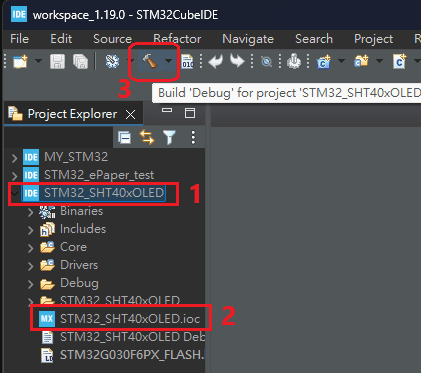 IDE workspace_1.19.0 - STM32CubeIDE
File Edit Source Refactor Navigate Search Project
3
010
Build 'Debug' for project 'STM32_SHT40xOLED'
Project Explorer
IDE MY_STM32
IDE STM32_ePaper_test
IDE STM32_SHT40xOLED 1
Binaries
Includes
Core
Drivers
Debug
STM32_SHT40xOLED
MX STM32_SHT40xOLED.ioc 2
STM32_SHT40xOLED Deb
LD STM32G030F6PX_FLASH.